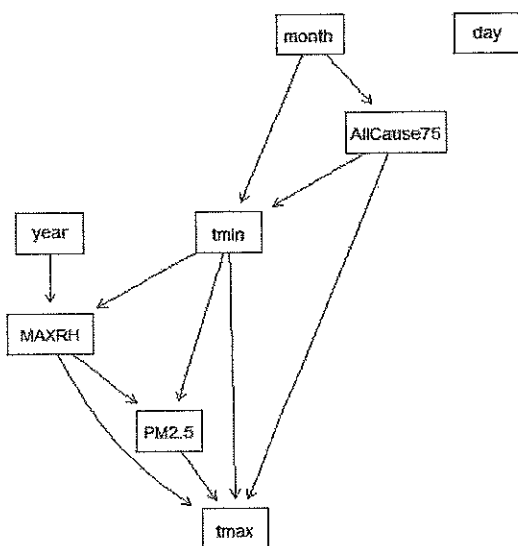 month
day
AllCause75
year
tmin
MAXRH
PM2.5
tmax